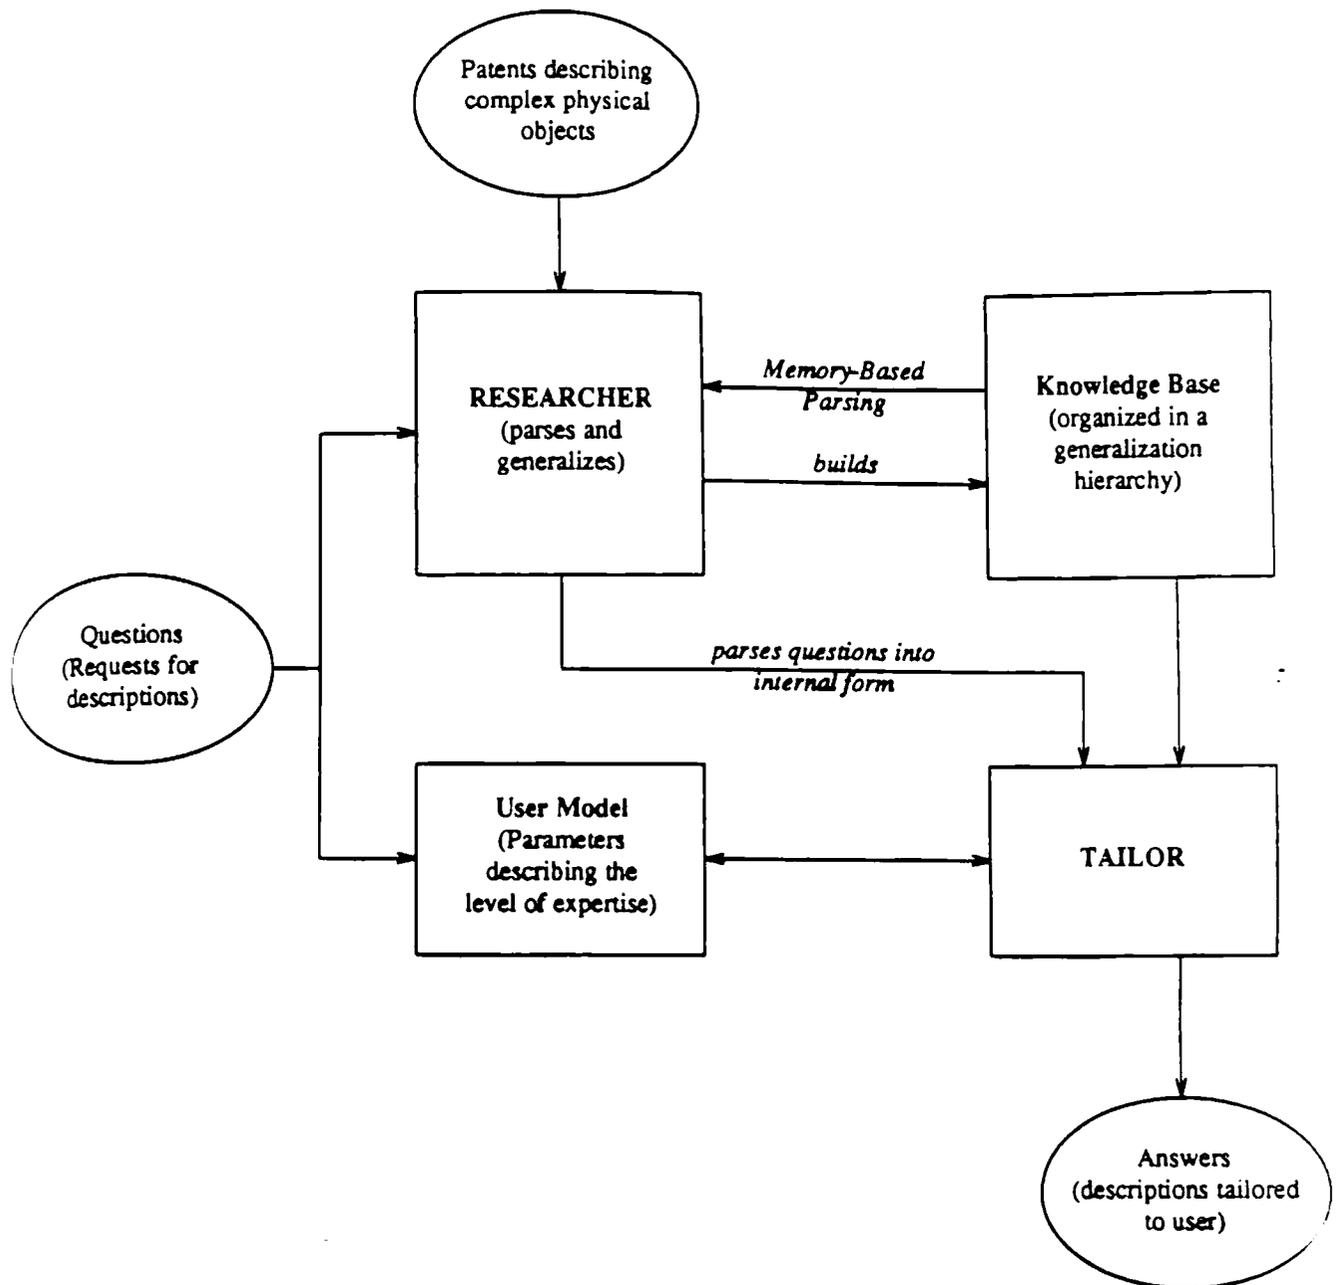 Patents describing
complex physical
objects
RESEARCHER
(parses and
generalizes)
Memory-Based
Parsing
builds
Knowledge Base
(organized in a
generalization
hierarchy)
Questions
(Requests for
descriptions)
parses questions into
internal form
User Model
(Parameters
describing the
level of expertise)
TAILOR
Answers
(descriptions tailored
to user)